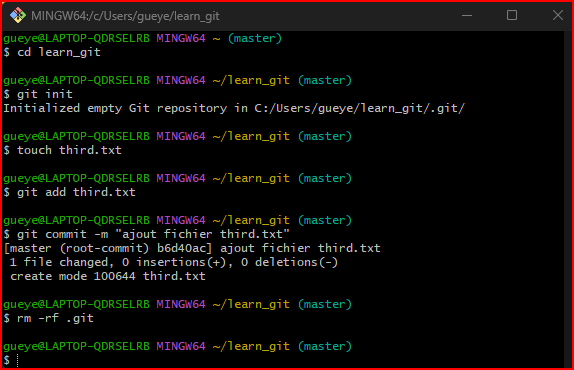 MINGW64:/c/Users/gueye/learn_git
gueye@LAPTOP-QDRSELRB MINGW64 ~ (master)
$ cd learn_git
gueye@LAPTOP-QDRSELRB MINGW64 ~/learn_git (master)
$ git init
Initialized empty Git repository in C:/Users/gueye/learn_git/.git/
gueye@LAPTOP-QDRSELRB MINGW64 ~/learn_git (master)
$ touch third.txt
gueye@LAPTOP-QDRSELRB MINGW64 ~/learn_git (master)
$ git add third.txt
gueye@LAPTOP-QDRSELRB MINGW64 ~/learn_git (master)
$ git commit -m "ajout fichier third.txt"
[master (root-commit) b6d40ac] ajout fichier third.txt
 1 file changed, 0 insertions(+), 0 deletions(-)
 create mode 100644 third.txt
gueye@LAPTOP-QDRSELRB MINGW64 ~/learn_git (master)
$ rm -rf .git
gueye@LAPTOP-QDRSELRB MINGW64 ~/learn_git (master)
$